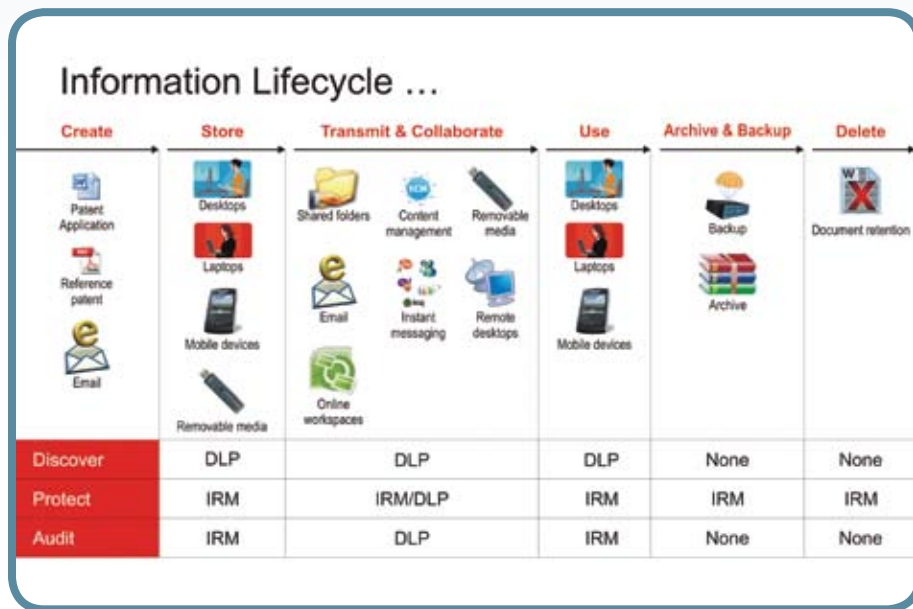 Information Lifecycle ...
Create
Store
Transmit & Collaborate
Use
Archive & Backup
Delete
Patent
Application
Reference
patent
Email
Desktops
Laptops
Mobile devices
Removable media
Shared folders
Content
management
Removable
media
Email
Instant
messaging
Remote
desktops
Online
workspaces
Desktops
Laptops
Mobile devices
Backup
Archive
Document retention
Discover DLP DLP DLP None None
Protect IRM IRM/DLP IRM IRM IRM
Audit IRM DLP IRM None None